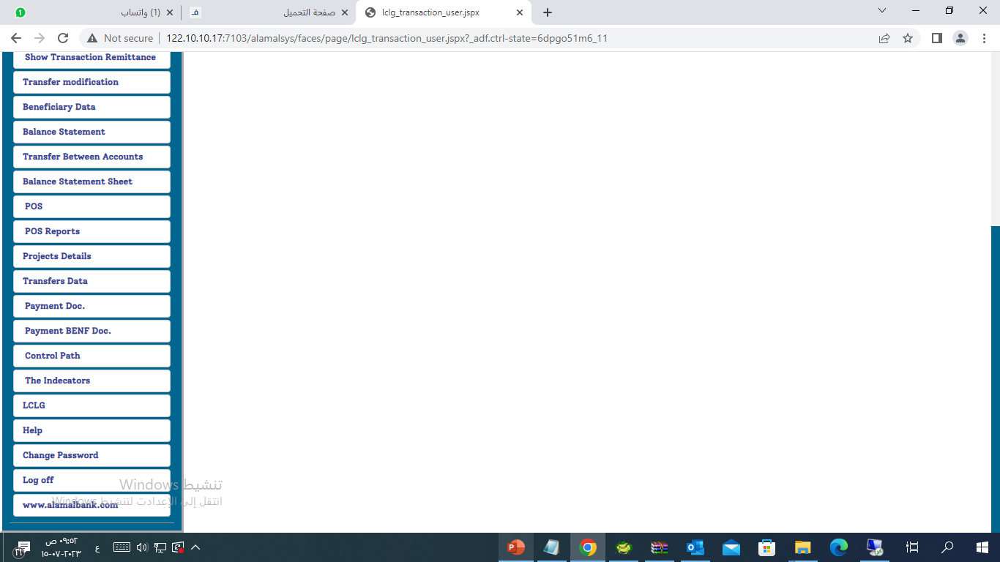 (1) واتساب
صفحة التحميل
فـ
lclg_transaction_user.jspx
Not secure
122.10.10.17:7103/alamalsys/faces/page/lclg_transaction_user.jspx?_adf.ctrl-state=6dpgo51m6_11
Show Transaction Remittance
Transfer modification
Beneficiary Data
Balance Statement
Transfer Between Accounts
Balance Statement Sheet
POS
POS Reports
Projects Details
Transfers Data
Payment Doc.
Payment BENF Doc.
Control Path
The Indecators
LCLG
Help
Change Password
Log off
www.alamalbank.com
تنشيط Windows
انتقل إلى الإعدادت لتنشيط Windows
٠٩:٥٢ ص
ع
١٥-٠٧-٢٠٢٣